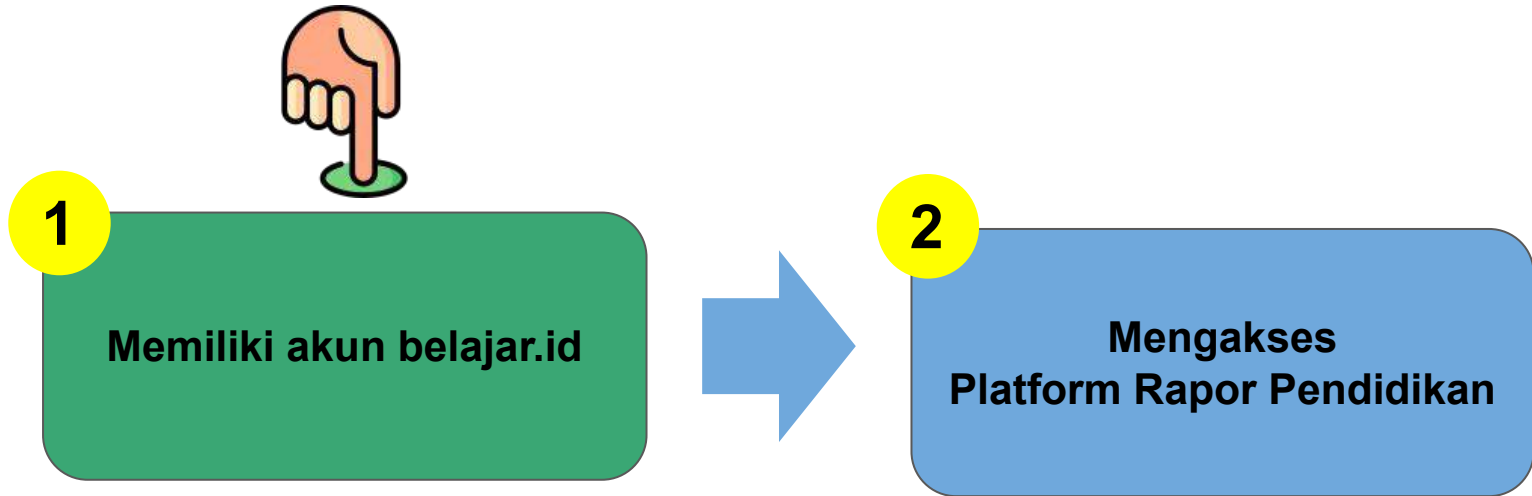 1
Memiliki akun belajar.id
2
Mengakses
Platform Rapor Pendidikan